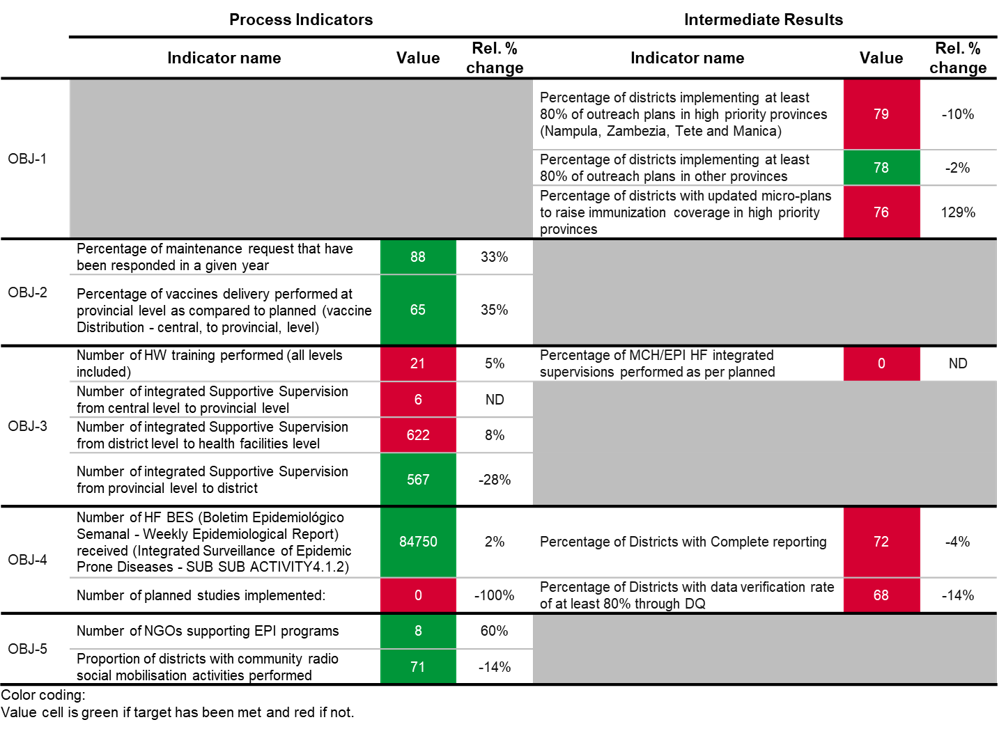 Process Indicators
Intermediate Results
Indicator name
Value
Rel. %
change
Indicator name
Value
Rel. %
change
OBJ-1
Percentage of districts implementing at least
80% of outreach plans in high priority provinces
(Nampula, Zambezia, Tete and Manica)
79
-10%
Percentage of districts implementing at least
80% of outreach plans in other provinces
78
-2%
Percentage of districts with updated micro-plans
to raise immunization coverage in high priority
provinces
76
129%
OBJ-2
Percentage of maintenance request that have
been responded in a given year
88
33%
Percentage of vaccines delivery performed at
provincial level as compared to planned (vaccine
Distribution - central, to provincial, level)
65
35%
OBJ-3
Number of HW training performed (all levels
included)
21
5%
Percentage of MCH/EPI HF integrated
supervisions performed as per planned
0
ND
Number of integrated Supportive Supervision
from central level to provincial level
6
ND
Number of integrated Supportive Supervision
from district level to health facilities level
622
8%
Number of integrated Supportive Supervision
from provincial level to district
567
-28%
OBJ-4
Number of HF BES (Boletim Epidemiológico
Semanal - Weekly Epidemiological Report)
received (Integrated Surveillance of Epidemic
Prone Diseases - SUB SUB ACTIVITY4.1.2)
84750
2%
Percentage of Districts with Complete reporting
72
-4%
Number of planned studies implemented:
0
-100%
Percentage of Districts with data verification rate
of at least 80% through DQ
68
-14%
OBJ-5
Number of NGOs supporting EPI programs
8
60%
Proportion of districts with community radio
social mobilisation activities performed
71
-14%
Color coding:
Value cell is green if target has been met and red if not.